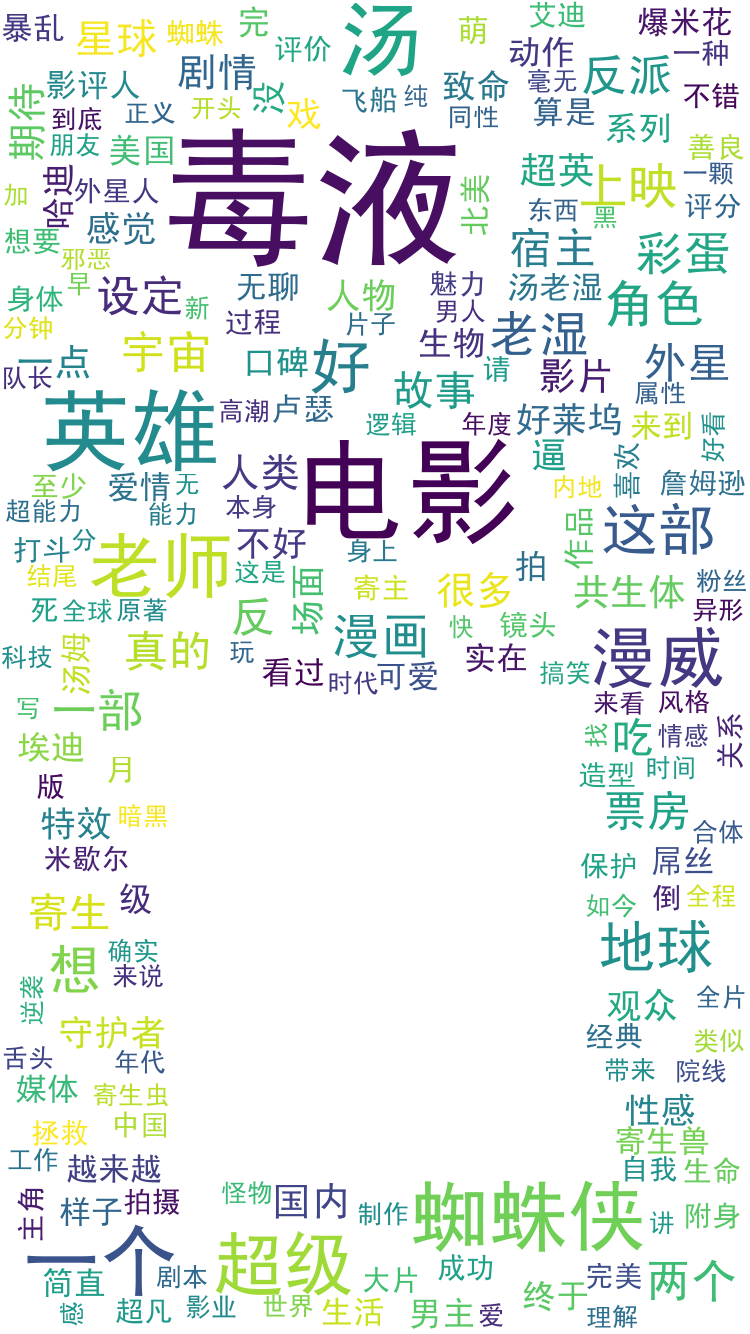 暴乱
星球
蜘蛛
完
评价
汤
萌
艾迪
爆米花
动作
一种
影评人
剧情
没
戏
飞船
纯
致命
毫无
反派
不错
期待
到底
正义
开头
同性
算是
系列
朋友
美国
毒液
超英
上映
善良
一颗
加
哈迪
外星人
感觉
北美
东西
黑
评分
想要
邪恶
宿主
彩蛋
身体
早
设定
新
无聊
人物
魅力
男人
汤老湿
角色
分钟
过程
片子
生物
老湿
外星
队长
一点
宇宙
口碑
好
故事
请
影片
属性
英雄
高潮
卢瑟
逻辑
年度
好莱坞
来到
好看
至少
爱情
无
人类
电影
逼
喜欢
内地
詹姆逊
超能力
能力
本身
作品
这部
打斗
分
老师
不好
身上
拍
结尾
这是
寄主
很多
共生体
粉丝
死
全球
原著
反
场面
异形
汤姆
真的
漫画
快
镜头
漫威
科技
玩
看过
时代
可爱
实在
搞笑
写
一部
来看
风格
埃迪
月
找
吃
情感
关系
版
造型
时间
特效
暗黑
票房
合体
米歇尔
保护
屌丝
寄生
级
如今
倒
全程
想
确实
来说
地球
逆袭
观众
全片
守护者
经典
类似
舌头
年代
带来
院线
媒体
寄生虫
性感
拯救
中国
寄生兽
工作
越来越
自我
生命
主角
样子
拍摄
怪物
国内
制作
蜘蛛侠
讲
附身
一个
超级
简直
剧本
大片
成功
终于
完美
两个
感
超凡
影业
世界
生活
男主
爱
理解